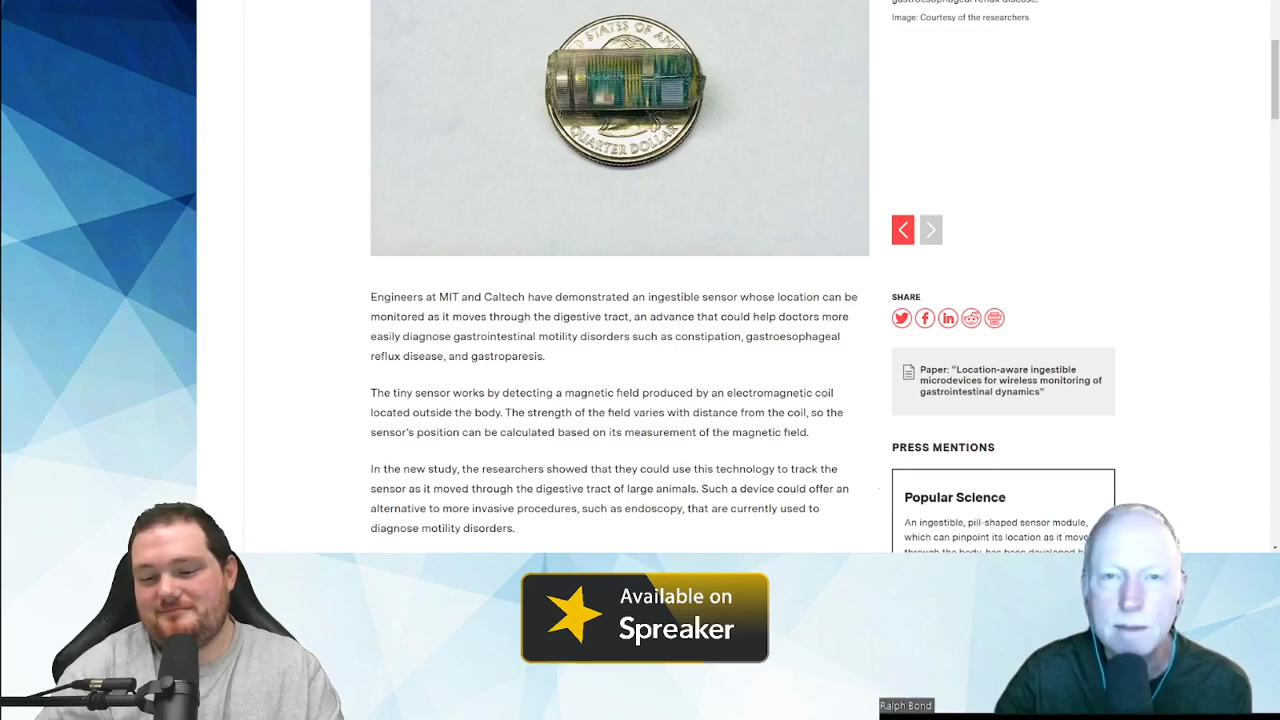 Image: Courtesy of the researchers
STATES OF
QUARTER DOLLAR
Engineers at MIT and Caltech have demonstrated an ingestible sensor whose location can be
monitored as it moves through the digestive tract, an advance that could help doctors more
easily diagnose gastrointestinal motility disorders such as constipation, gastroesophageal
reflux disease, and gastroparesis.
The tiny sensor works by detecting a magnetic field produced by an electromagnetic coil
located outside the body. The strength of the field varies with distance from the coil, so the
sensor's position can be calculated based on its measurement of the magnetic field.
In the new study, the researchers showed that they could use this technology to track the
sensor as it moved through the digestive tract of large animals. Such a device could offer an
alternative to more invasive procedures, such as endoscopy, that are currently used to
diagnose motility disorders.
SHARE
Paper: “Location-aware ingestible
microdevices for wireless monitoring of
gastrointestinal dynamics”
PRESS MENTIONS
Popular Science
An ingestible, pill-shaped sensor module,
which can pinpoint its location as it move
through the body, has been developed b
Available on
Spreaker
Ralph Bond